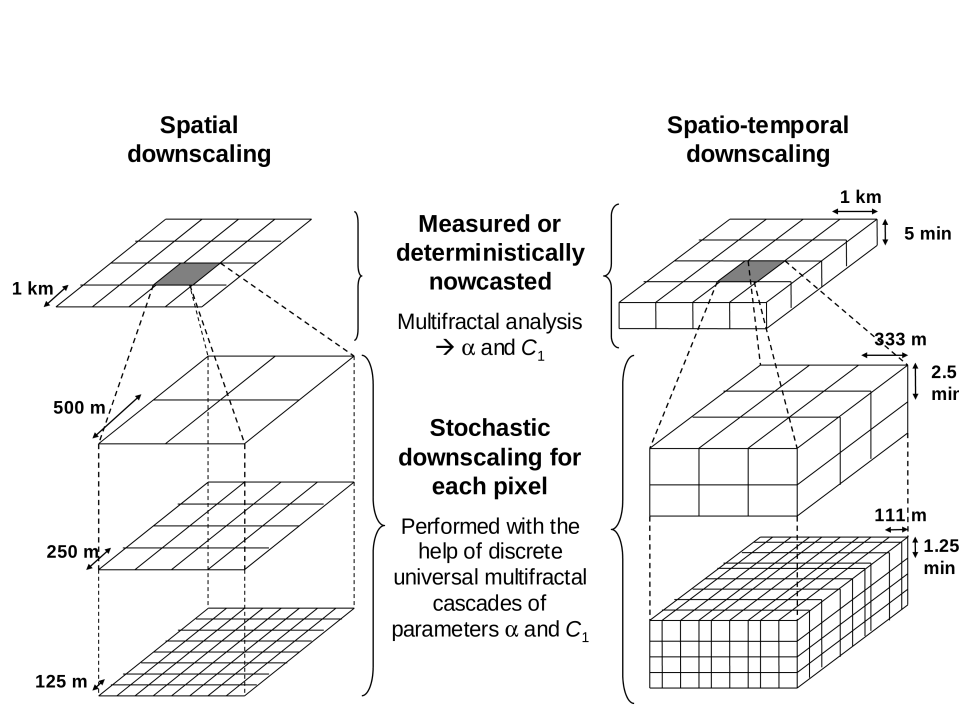 Spatial
downscaling
Spatio-temporal
downscaling
1 km
5 min
Measured or
deterministically
nowcasted
1 km
Multifractal analysis
→ α and C1
333 m
2.5
min
500 m
Stochastic
downscaling for
each pixel
Performed with the
help of discrete
universal multifractal
cascades of
parameters α and C1
250 m
111 m
1.25
min
125 m